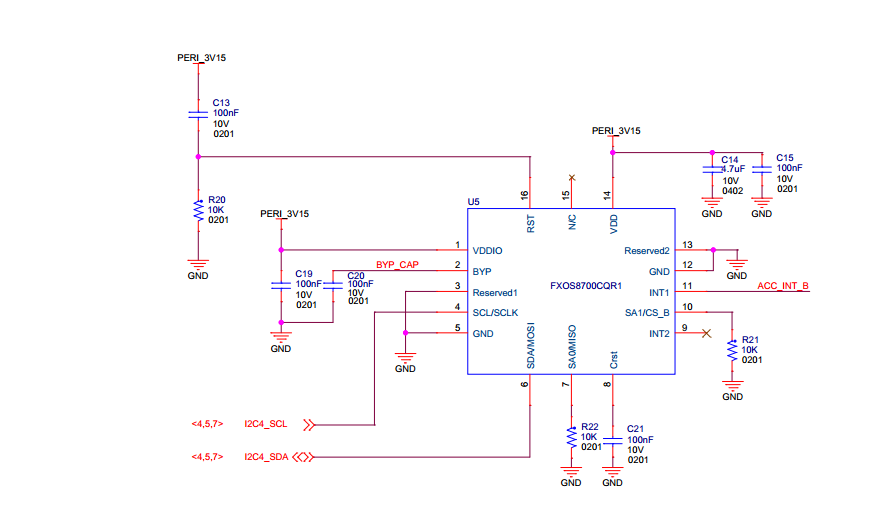 PERI_3V15
C13
100nF
10V
0201
PERI_3V15
C14
4.7uF
10V
0402
C15
100nF
10V
0201
R20
10K
0201
GND
GND
GND
16
15
14
U5
RST
N/C
VDD
PERI_3V15
1
VDDIO
Reserved2
13
BYP_CAP
2
BYP
GND
12
GND
C19
100nF
10V
0201
C20
100nF
10V
0201
3
Reserved1
FXOS8700CQR1
INT1
11
ACC_INT_B
4
SCL/SCLK
SA1/CS_B
10
5
GND
INT2
9
GND
GND
SDA/MOSI
SA0/MISO
Crst
R21
10K
0201
6
7
8
GND
<4,5,7>
I2C4_SCL
R22
10K
0201
C21
100nF
10V
0201
<4,5,7>
I2C4_SDA
GND
GND